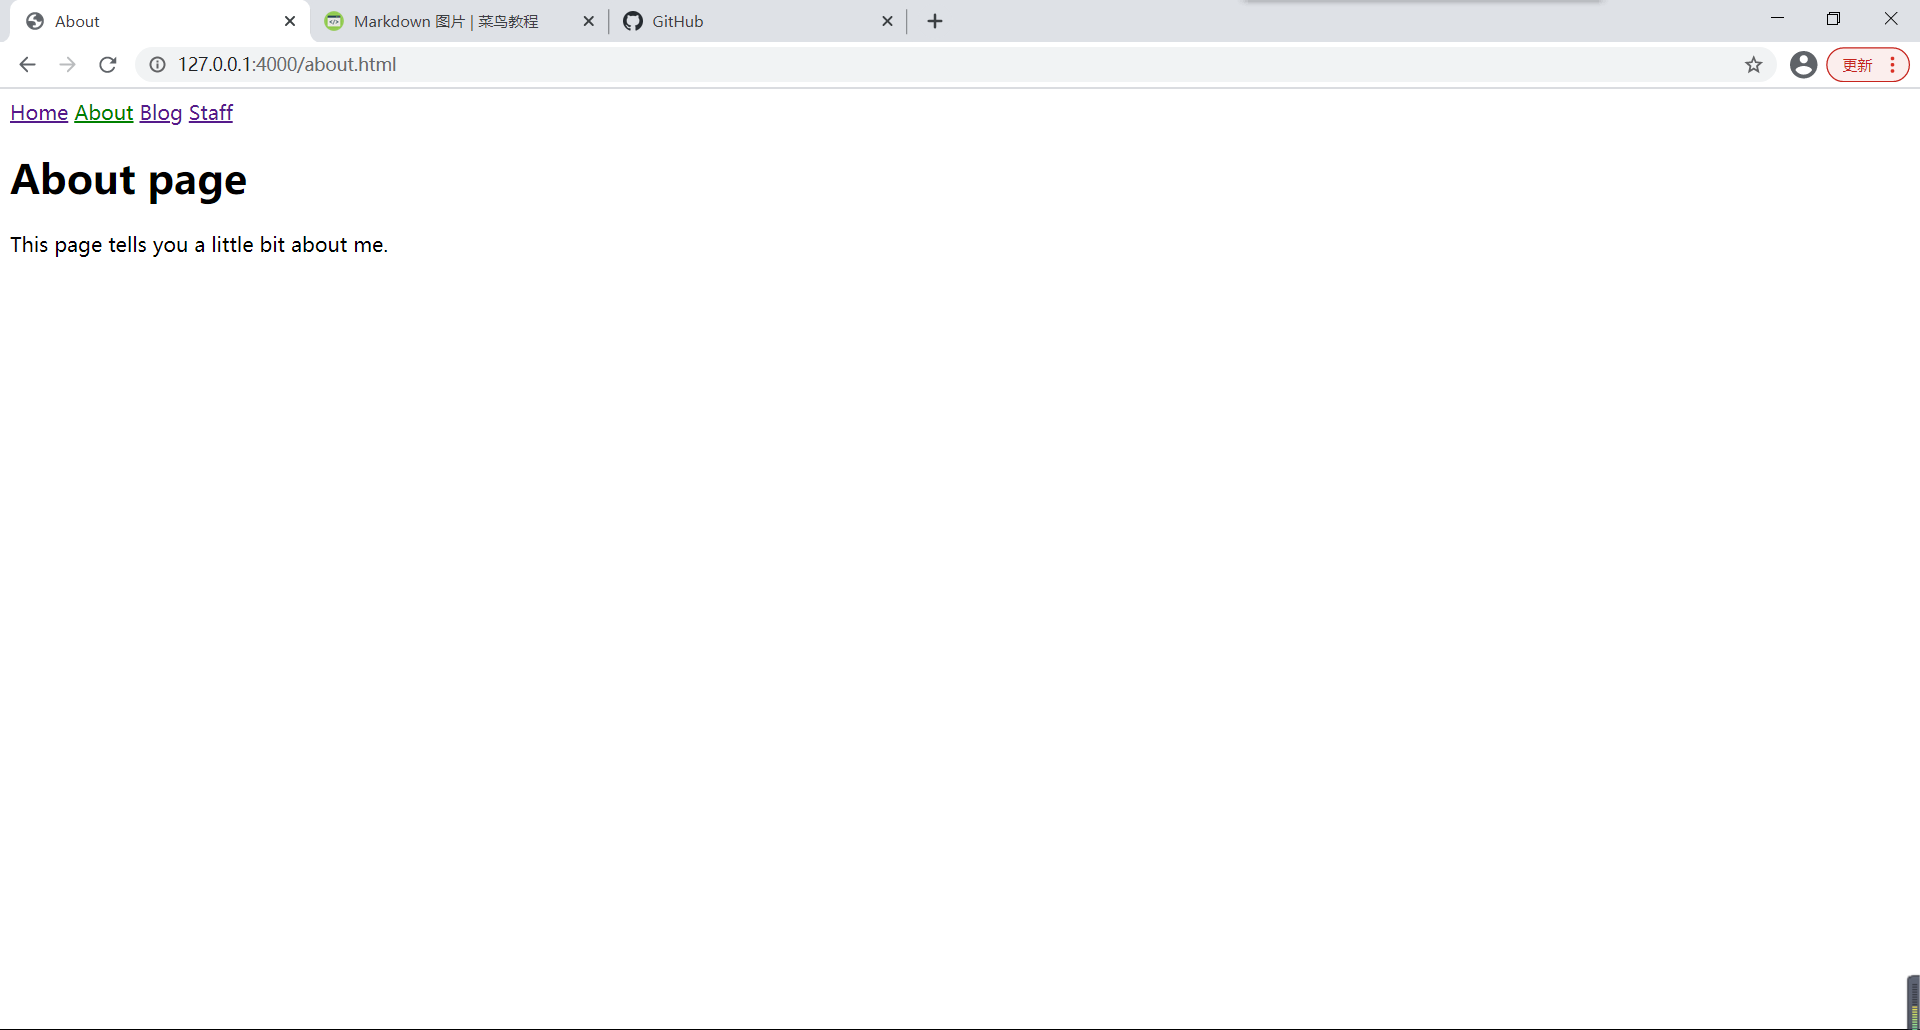 About
Markdown 图片 | 菜鸟教程
GitHub
127.0.0.1:4000/about.html
更新
Home About Blog Staff
About page
This page tells you a little bit about me.